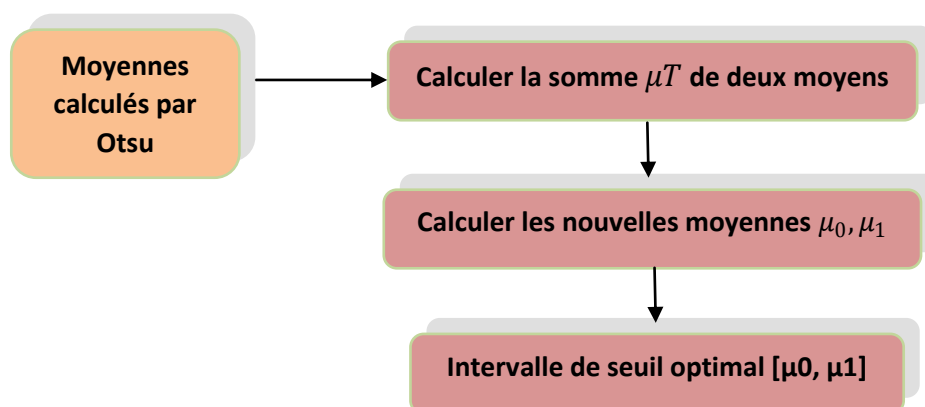 Moyennes
calculés par
Otsu
Calculer la somme 𝜇𝑇 de deux moyens
Calculer les nouvelles moyennes 𝜇₀, 𝜇₁
Intervalle de seuil optimal [µ0, µ1]